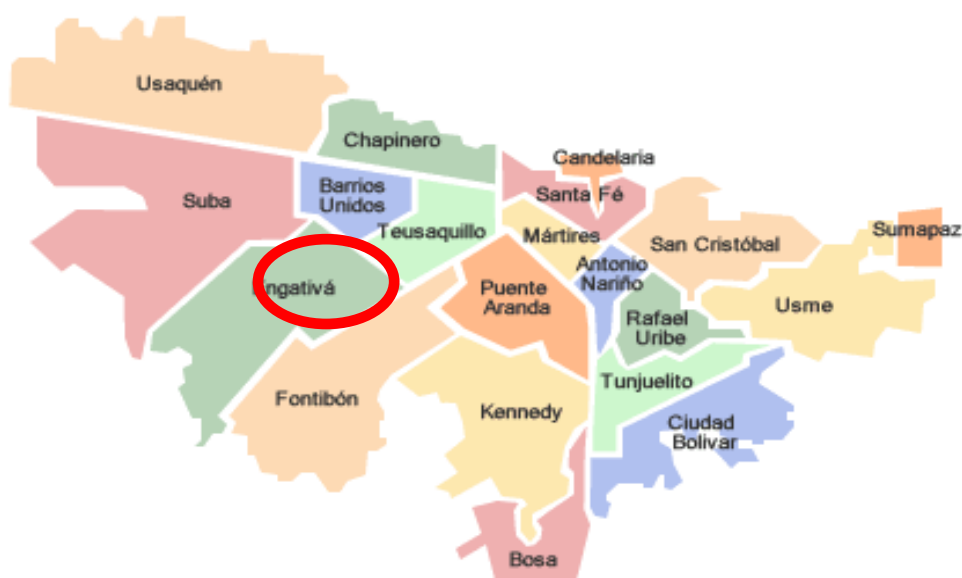 Usaquén
Chapinero
Candelaria
Suba
Barrios
Unidos
Santa Fé
Teusaquillo
Mártires
San Cristóbal
Sumapaz
Antonio
Nariño
Engativá
Puente
Aranda
Usme
Rafael
Uribe
Tunjuelito
Fontibón
Kennedy
Ciudad
Bolivar
Bosa